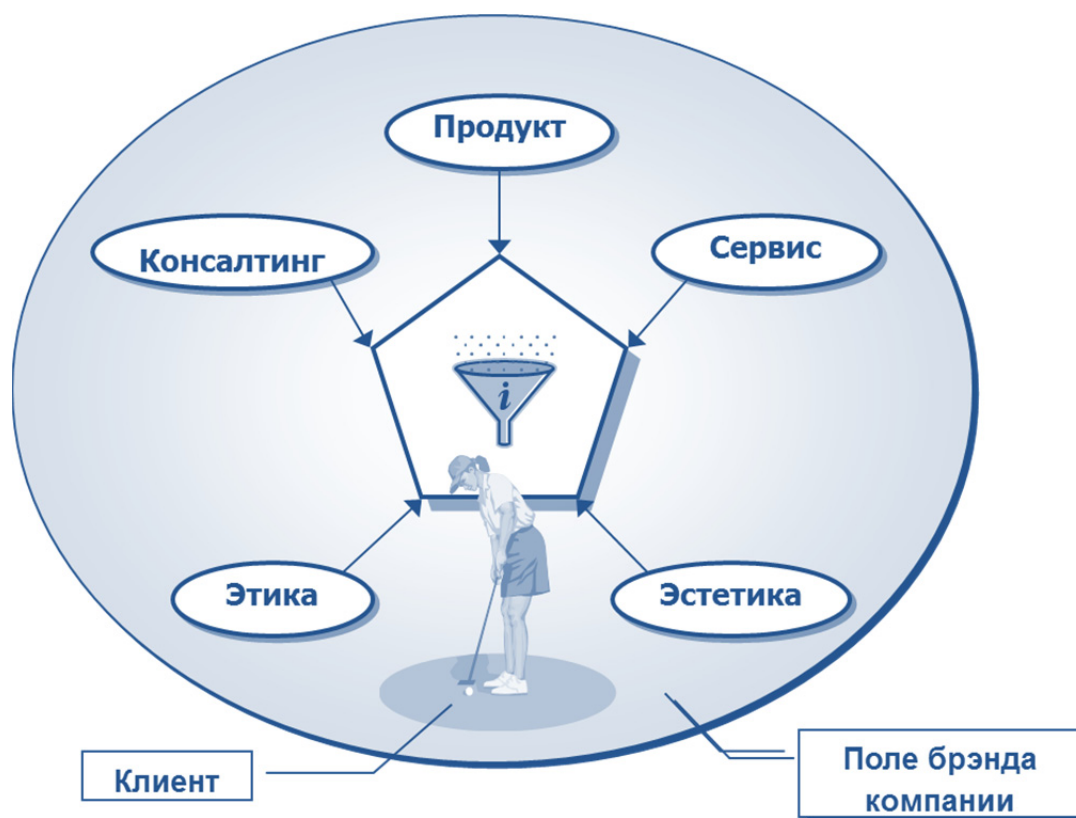 Продукт
Консалтинг
Сервис
i
Этика
Эстетика
Клиент
Поле брэнда
компании